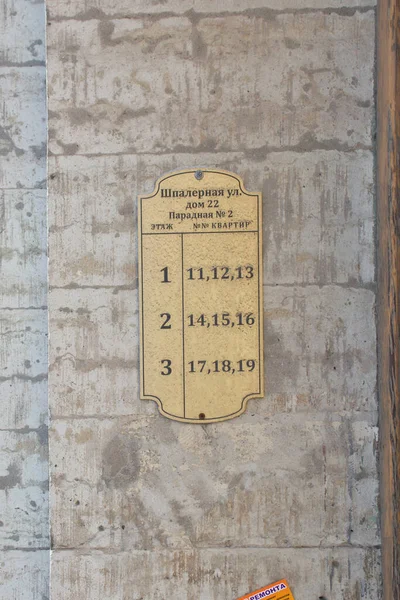 Шпалерная ул.
дом 22
Парадная № 2
ЭТАЖ №№ КВАРТИР
1 11,12,13
2 14,15,16
3 17,18,19
РЕМОНТА